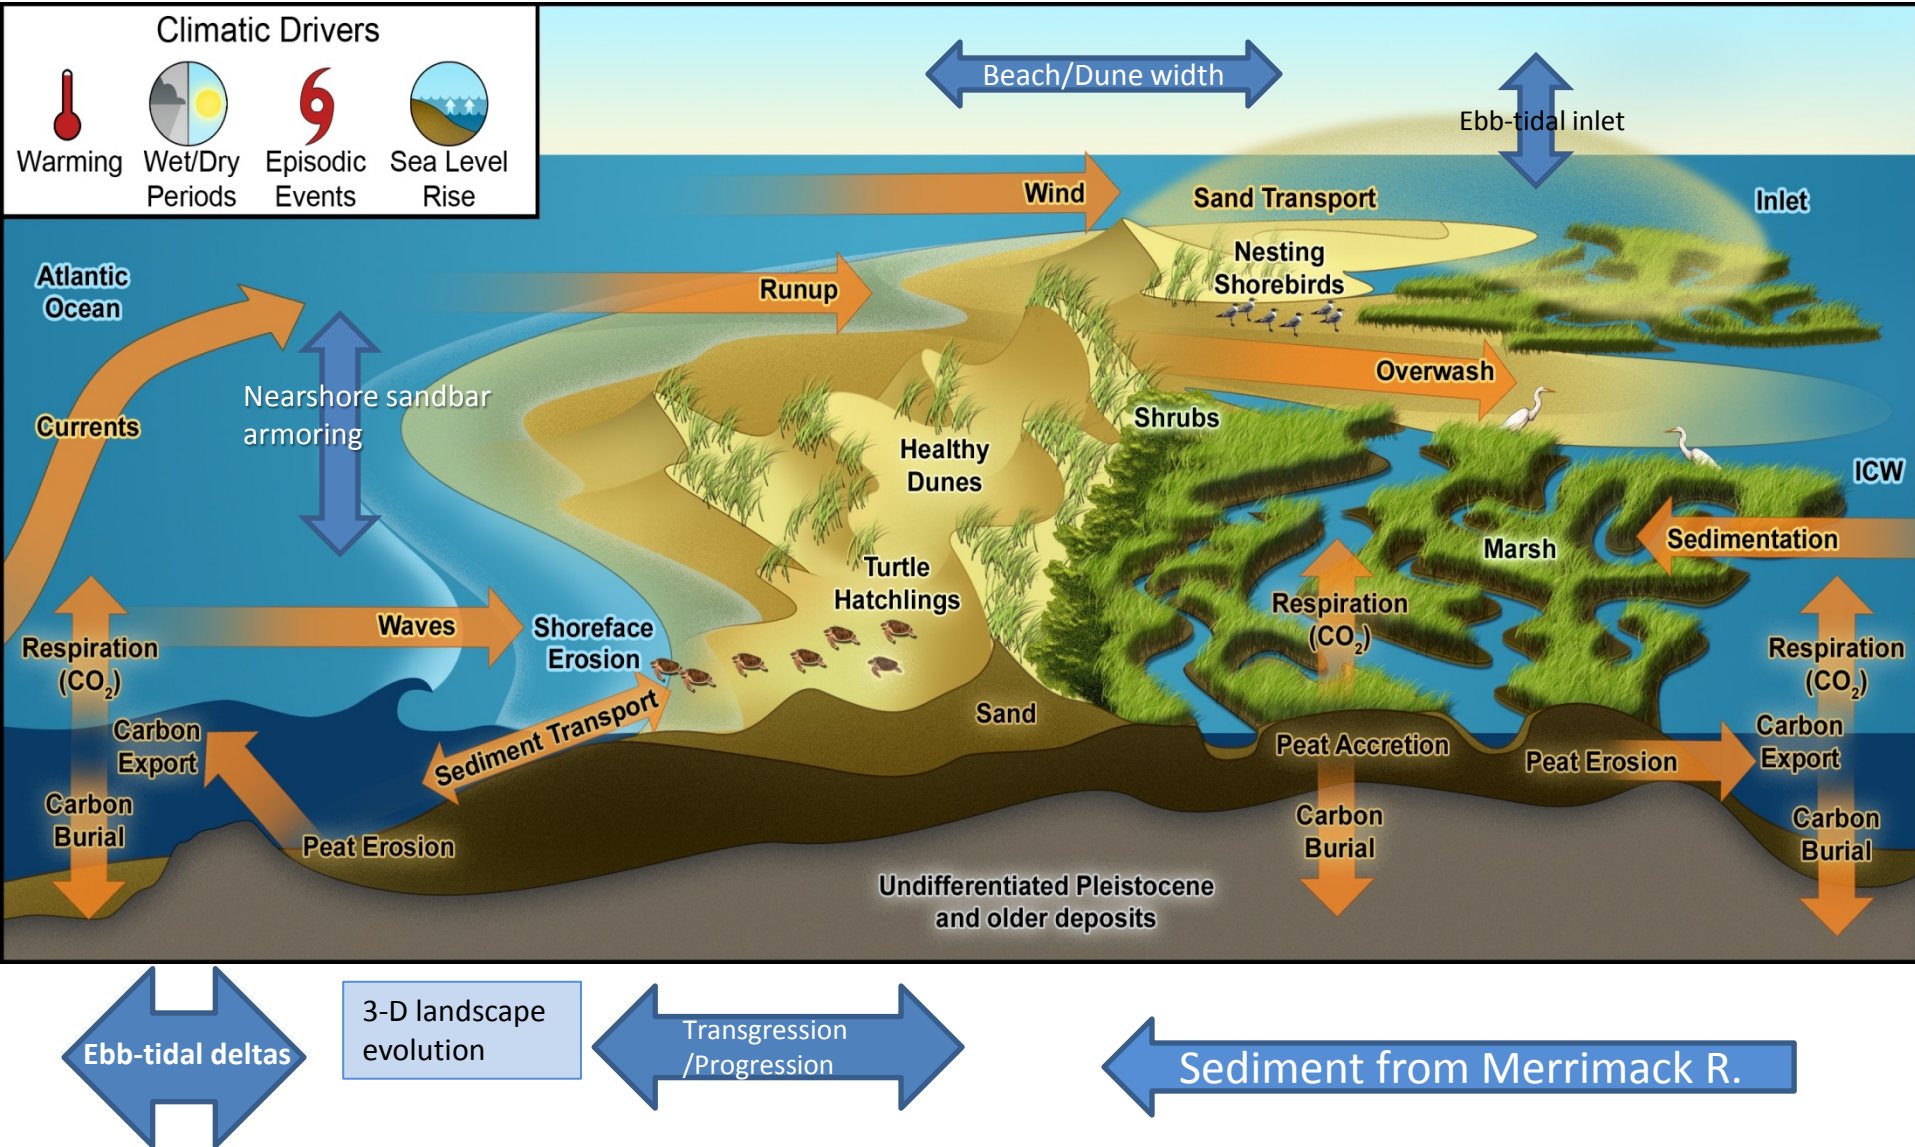 Climatic Drivers
Warming
Wet/Dry
Periods
Episodic
Events
Sea Level
Rise
Beach/Dune width
Ebb-tidal inlet
Wind
Sand Transport
Inlet
Nesting
Shorebirds
Atlantic
Ocean
Runup
Overwash
Nearshore sandbar
armoring
Currents
Shrubs
Healthy
Dunes
ICW
Marsh
Sedimentation
Turtle
Hatchlings
Respiration
(CO2)
Waves
Shoreface
Erosion
Respiration
(CO2)
Respiration
(CO2)
Sediment Transport
Sand
Carbon
Export
Peat Accretion
Peat Erosion
Carbon
Export
Carbon
Burial
Peat Erosion
Carbon
Burial
Carbon
Burial
Undifferentiated Pleistocene
and older deposits
Ebb-tidal deltas
3-D landscape
evolution
Transgression
/Progression
Sediment from Merrimack R.